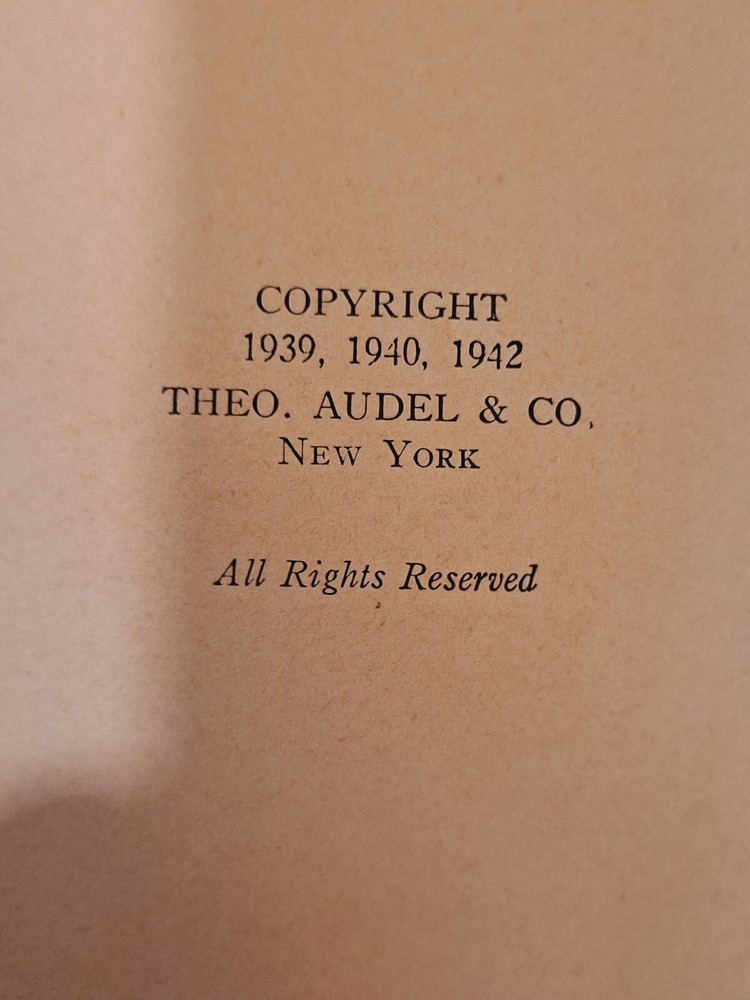 COPYRIGHT
1939, 1940, 1942
THEO. AUDEL & CO.
NEW YORK
All Rights Reserved